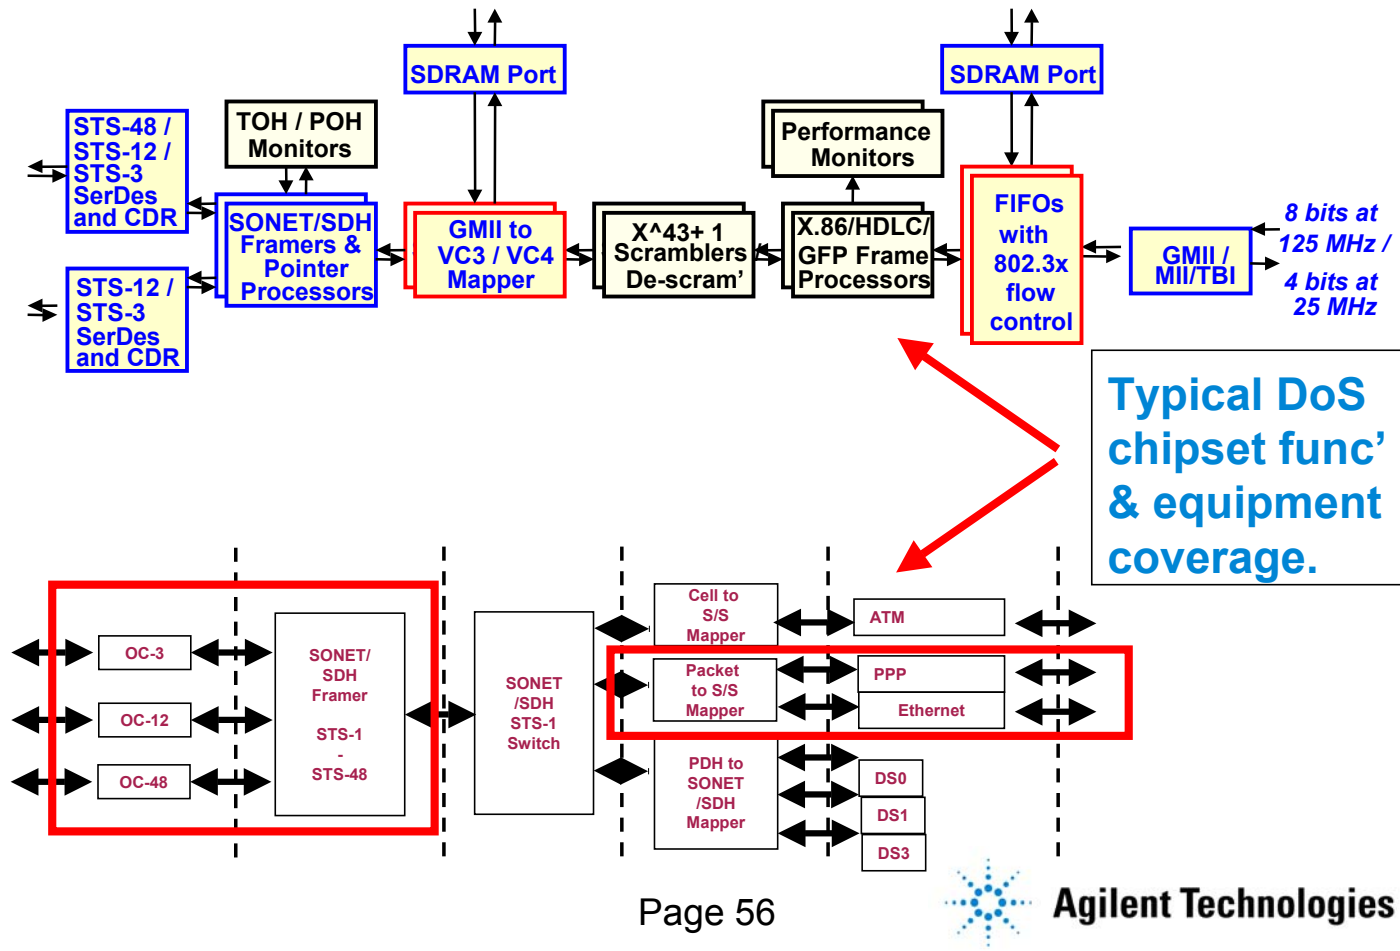 SDRAM Port
SDRAM Port
STS-48 /
STS-12 /
STS-3
SerDes
and CDR
TOH / POH
Monitors
Performance
Monitors
SONET/SDH
Framers &
Pointer
Processors
GMII to
VC3 / VC4
Mapper
X^43+ 1
Scramblers
De-scram’
X.86/HDLC/
GFP Frame
Processors
FIFOs
with
802.3x
flow
control
GMII /
MII/TBI
8 bits at
125 MHz /
4 bits at
25 MHz
STS-12 /
STS-3
SerDes
and CDR
Typical DoS
chipset func’
& equipment
coverage.
OC-3
OC-12
OC-48
SONET/
SDH
Framer
STS-1
-
STS-48
SONET
/SDH
STS-1
Switch
Cell to
S/S
Mapper
ATM
Packet
to S/S
Mapper
PPP
Ethernet
PDH to
SONET
/SDH
Mapper
DS0
DS1
DS3
Page 56
Agilent Technologies